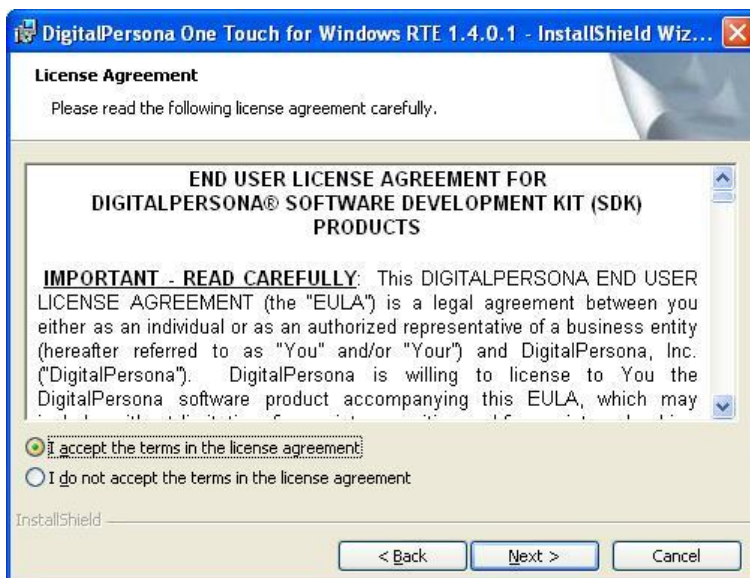 DigitalPersona One Touch for Windows RTE 1.4.0.1 - InstallShield Wiz...
License Agreement
Please read the following license agreement carefully.
END USER LICENSE AGREEMENT FOR
DIGITALPERSONA® SOFTWARE DEVELOPMENT KIT (SDK)
PRODUCTS
IMPORTANT - READ CAREFULLY: This DIGITALPERSONA END USER
LICENSE AGREEMENT (the "EULA") is a legal agreement between you
either as an individual or as an authorized representative of a business entity
(hereafter referred to as "You" and/or "Your") and DigitalPersona, Inc.
("DigitalPersona"). DigitalPersona is willing to license to You the
DigitalPersona software product accompanying this EULA, which may
I accept the terms in the license agreement
I do not accept the terms in the license agreement
InstallShield
< Back
Next >
Cancel